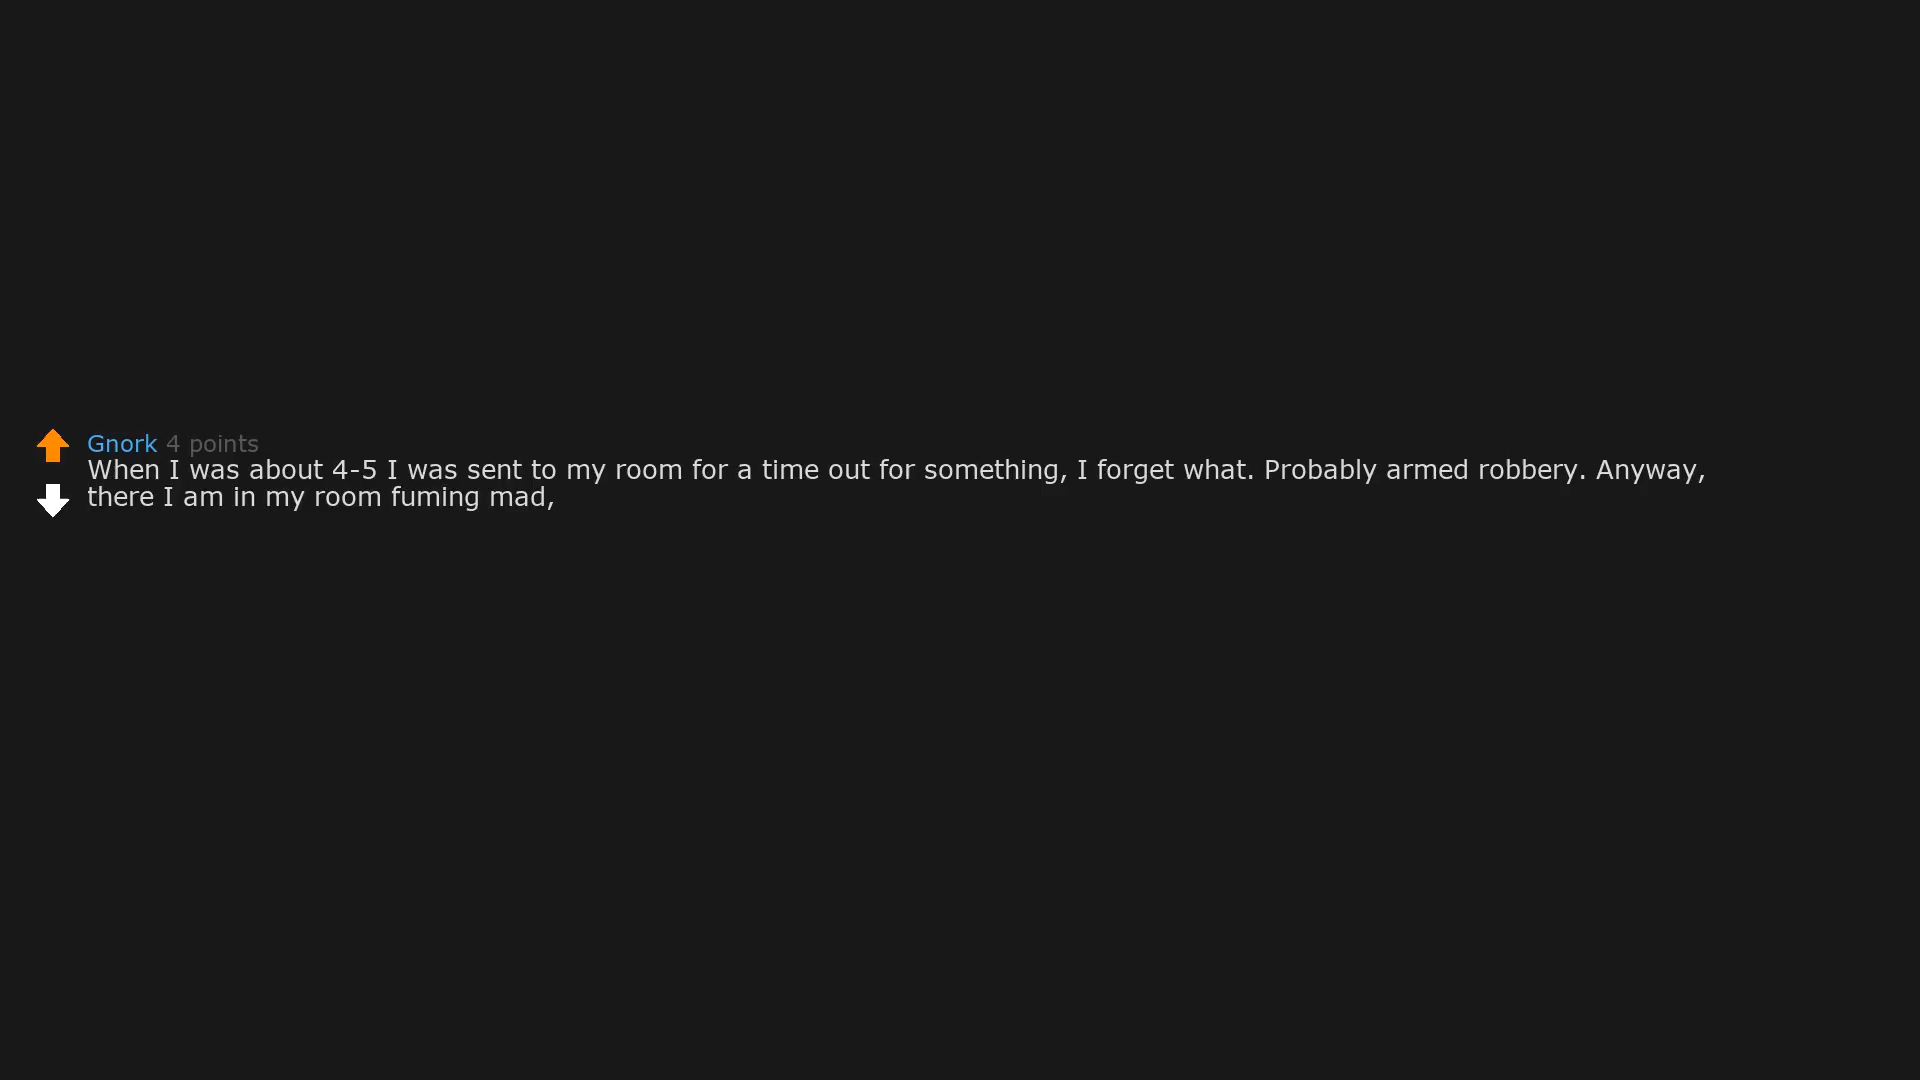 Gnork 4 points
When I was about 4-5 I was sent to my room for a time out for something, I forget what. Probably armed robbery. Anyway,
there I am in my room fuming mad,